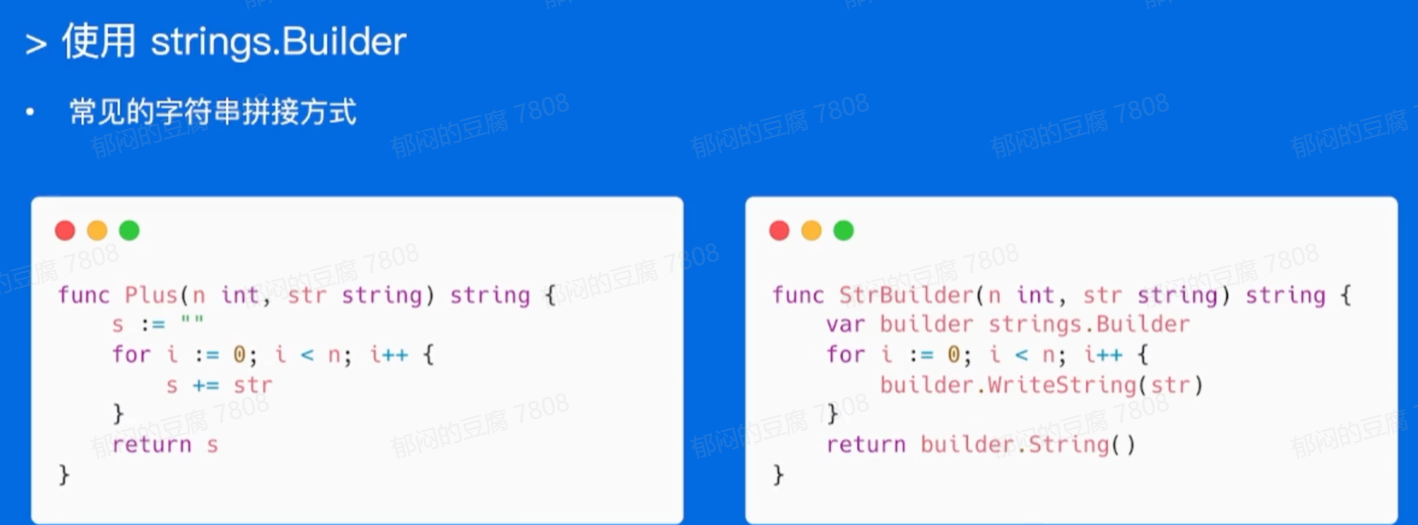 > 使用 strings.Builder
• 常见的字符串拼接方式
func Plus(n int, str string) string {
    s := ""
    for i := 0; i < n; i++ {
        s += str
    }
    return s
}
func StrBuilder(n int, str string) string {
    var builder strings.Builder
    for i := 0; i < n; i++ {
        builder.WriteString(str)
    }
    return builder.String()
}
郁闷的豆腐 7808